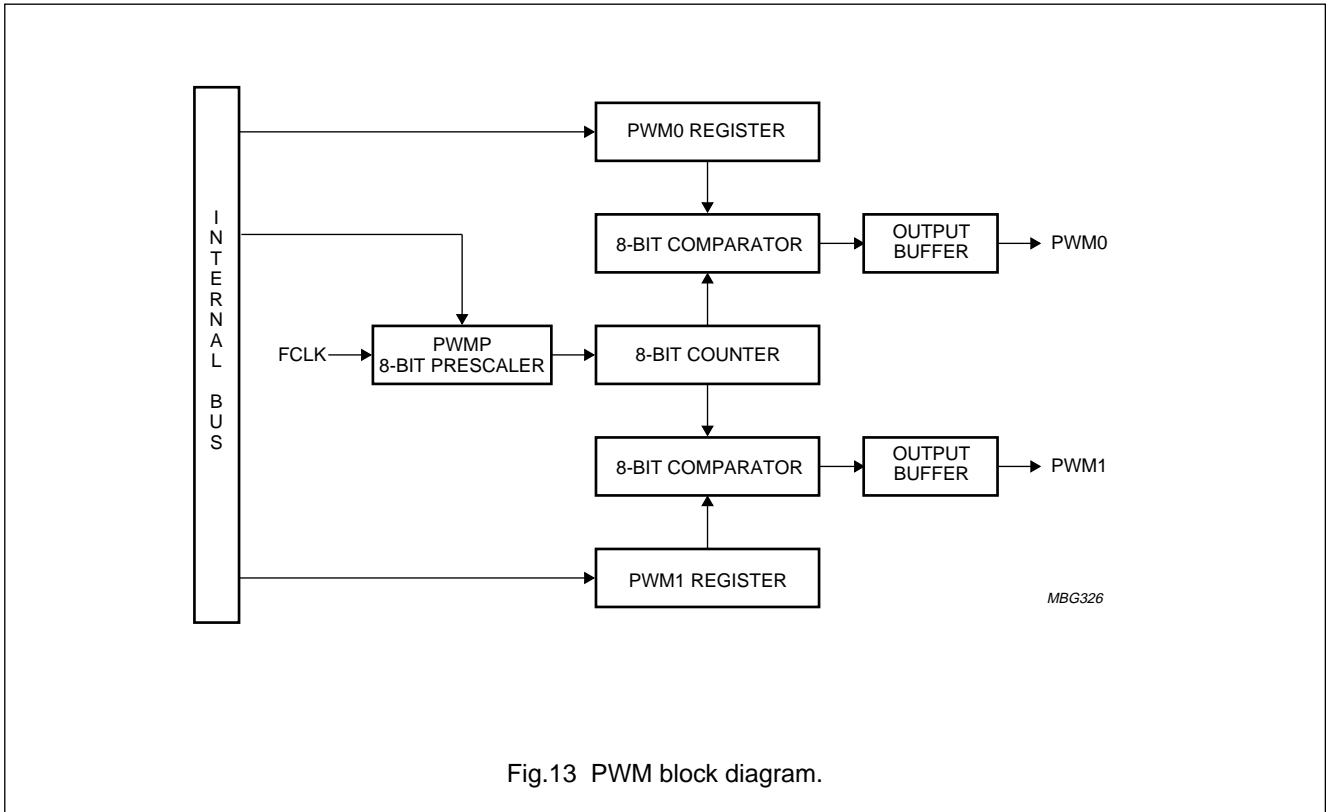 PWM0 REGISTER
INTERNAL BUS
8-BIT COMPARATOR
OUTPUT
BUFFER
PWM0
FCLK
PWMP
8-BIT PRESCALER
8-BIT COUNTER
8-BIT COMPARATOR
OUTPUT
BUFFER
PWM1
PWM1 REGISTER
MBG326
Fig.13 PWM block diagram.